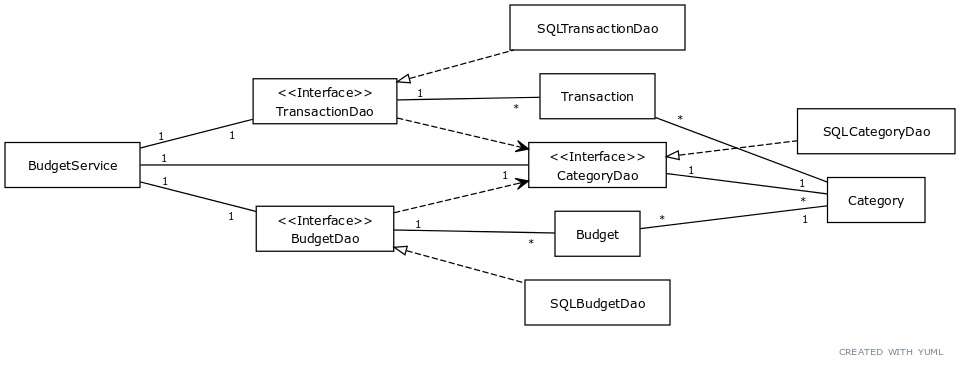 SQLTransactionDao
<<Interface>>
TransactionDao
1
*
Transaction
*
SQLCategoryDao
1
1
BudgetService
1
<<Interface>>
CategoryDao
1
1
1
1
Category
*
1
1
<<Interface>>
BudgetDao
1
*
Budget
*
SQLBudgetDao
CREATED WITH YUML